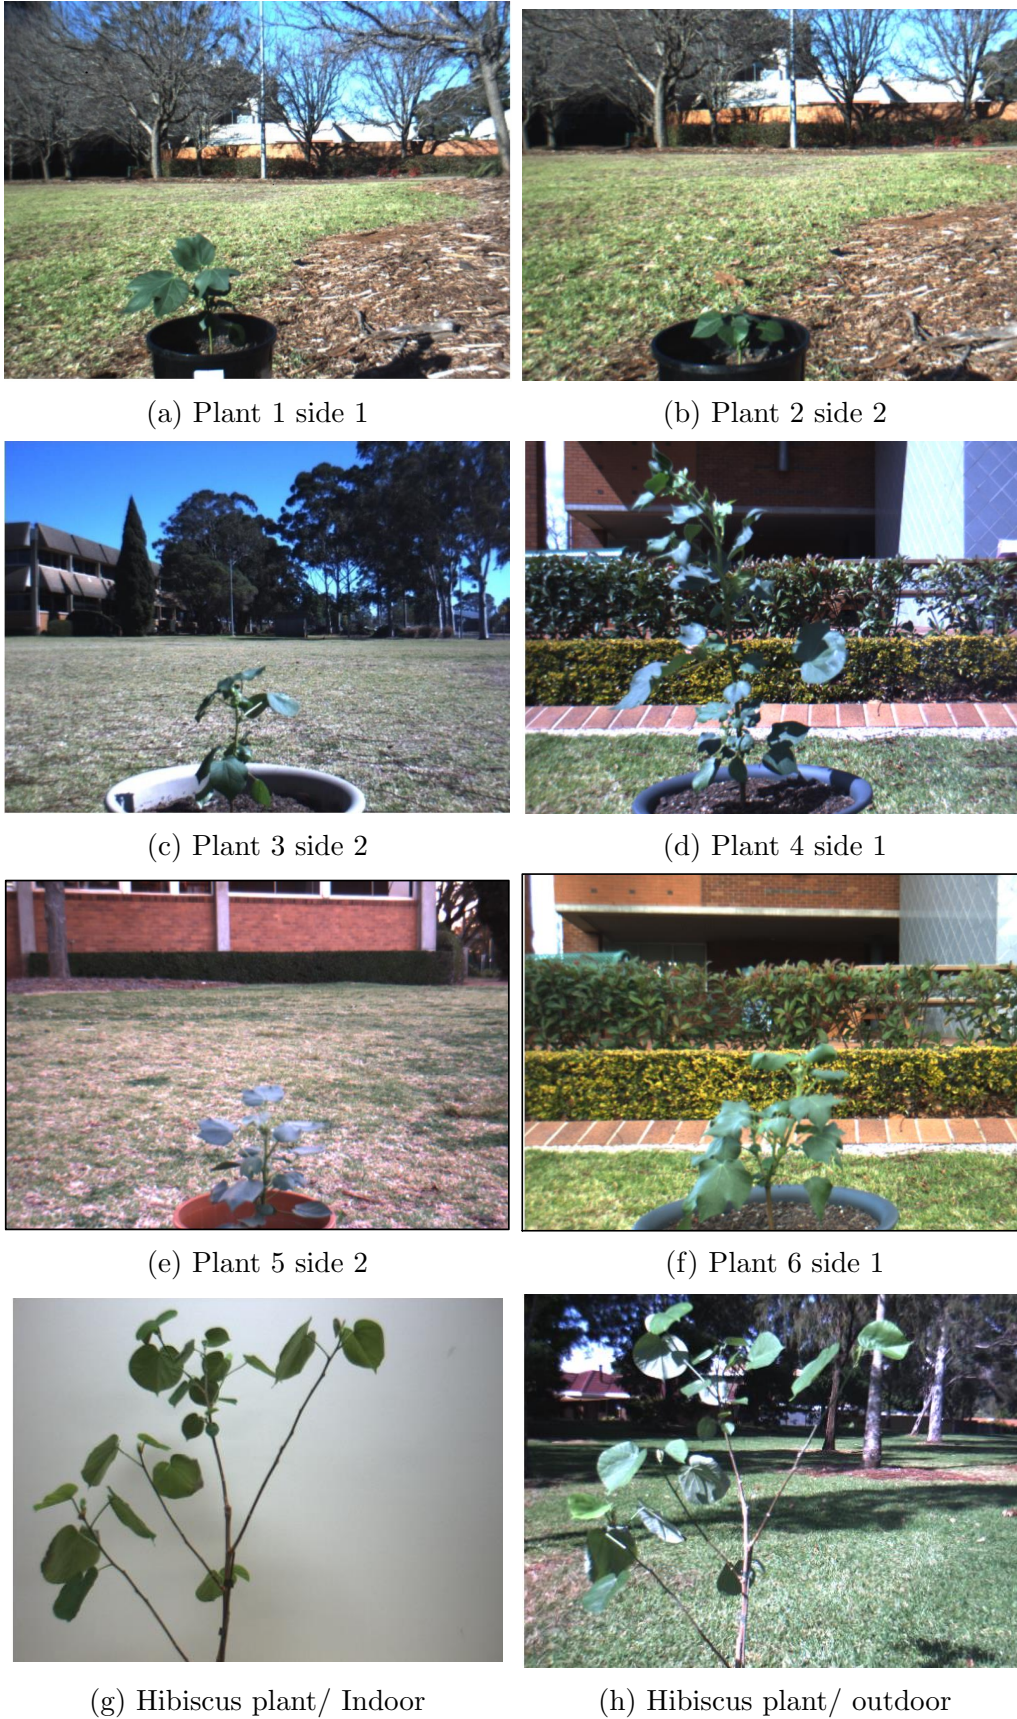 (a) Plant 1 side 1
(b) Plant 2 side 2
(c) Plant 3 side 2
(d) Plant 4 side 1
(e) Plant 5 side 2
(f) Plant 6 side 1
(g) Hibiscus plant/ Indoor
(h) Hibiscus plant/ outdoor